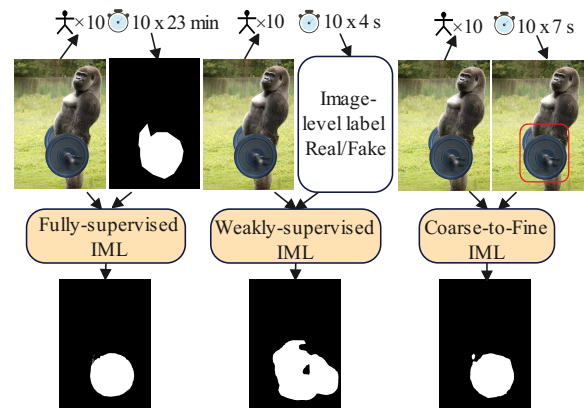 ×10 10 x 23 min
×10 10 x 4 s
×10 10 x 7 s
Image-
level label
Real/Fake
Fully-supervised
IML
Weakly-supervised
IML
Coarse-to-Fine
IML